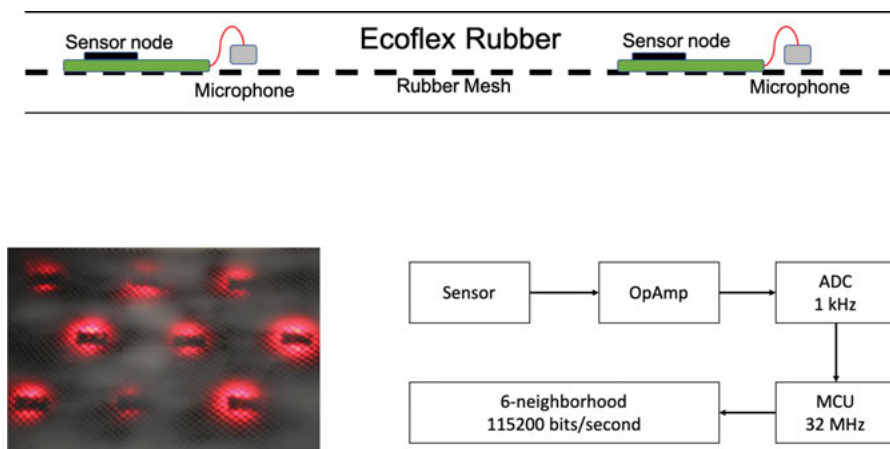 Sensor node
Ecoflex Rubber
Sensor node
Microphone
Rubber Mesh
Microphone
Sensor
OpAmp
ADC
1 kHz
6-neighborhood
115200 bits/second
MCU
32 MHz